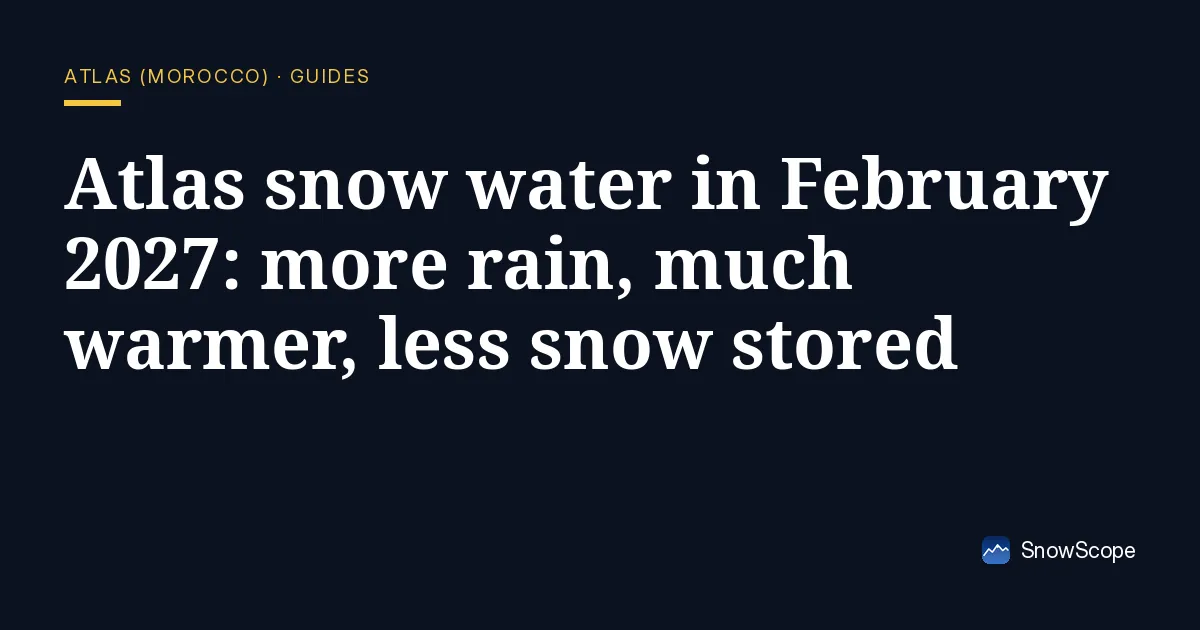 ATLAS (MOROCCO) · GUIDES
Atlas snow water in February
2027: more rain, much
warmer, less snow stored
SnowScope